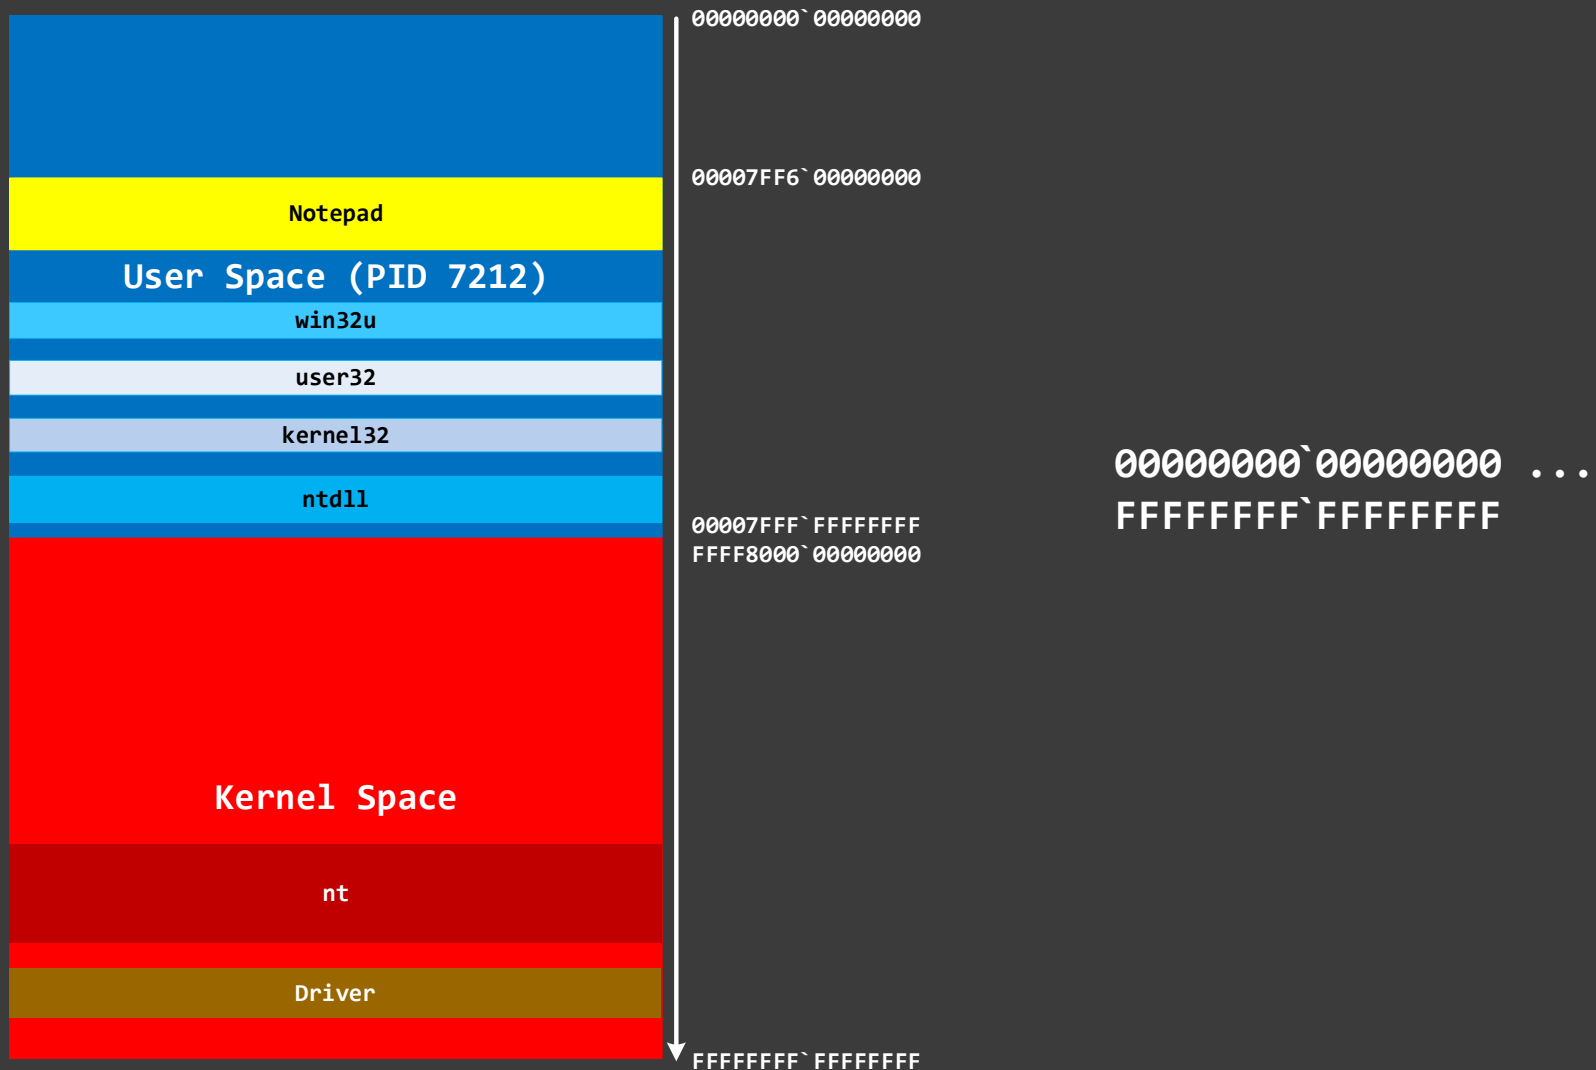 00000000`00000000
00007FF6`00000000
Notepad
User Space (PID 7212)
win32u
user32
kernel32
ntdll
00007FFF`FFFFFFFF
FFFF8000`00000000
Kernel Space
nt
Driver
FFFFFFFF`FFFFFFFF
00000000`00000000 ...
FFFFFFFF`FFFFFFFF